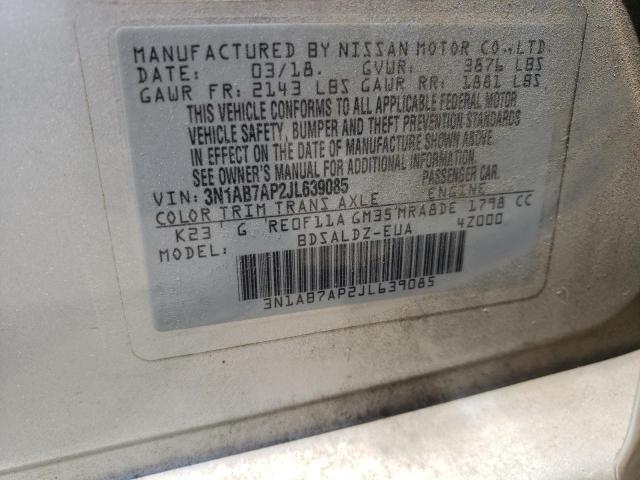 MANUFACTURED BY NISSAN MOTOR CO.,LTD.
DATE: 03/18. GVWR: 3876 LBS
GAWR FR: 2143 LBS GAWR RR: 1881 LBS
THIS VEHICLE CONFORMS TO ALL APPLICABLE FEDERAL MOTOR
VEHICLE SAFETY, BUMPER AND THEFT PREVENTION STANDARDS
IN EFFECT ON THE DATE OF MANUFACTURE SHOWN ABOVE.
SEE OWNER'S MANUAL FOR ADDITIONAL INFORMATION
VIN: 3N1AB7AP2JL639085 PASSENGER CAR
COLOR TRIM TRANS AXLE ENGINE
K23 G RE0F11A GM35 MRA8DE 1798 CC
MODEL: BDSALDZ-EUA 4Z000
3N1AB7AP2JL639085